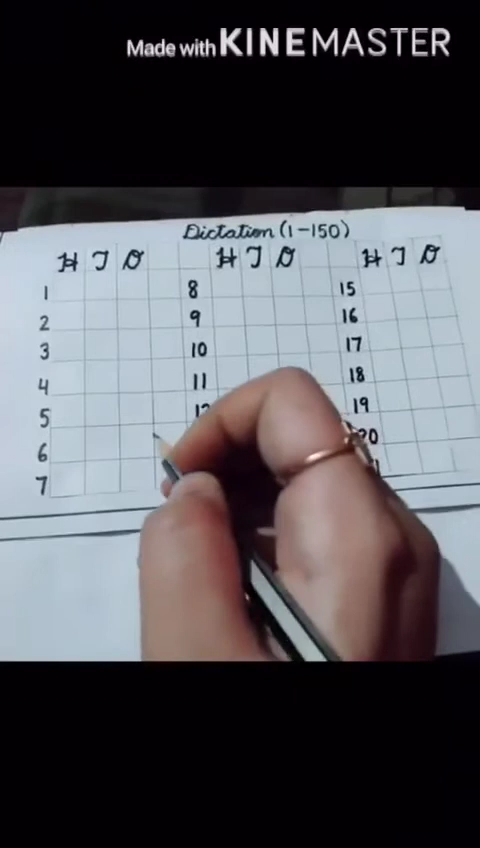 Made with KINEMASTER
Dictation (1-150)
H T O H T O H T O
1 8 15
2 9 16
3 10 17
4 11 18
5 19
6
7